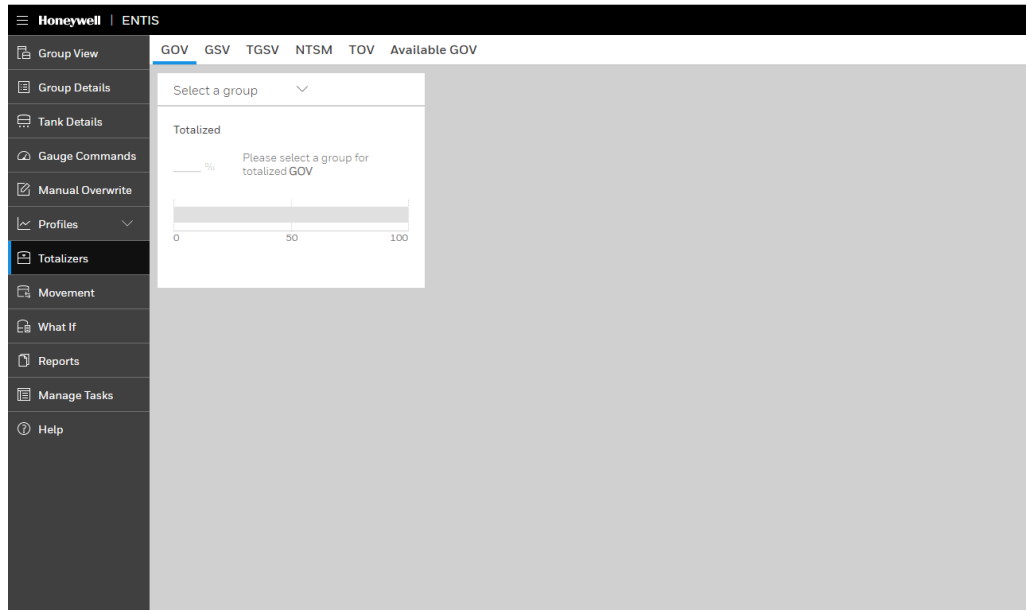 Honeywell | ENTIS
Group View
Group Details
Tank Details
Gauge Commands
Manual Overwrite
Profiles
Totalizers
Movement
What If
Reports
Manage Tasks
Help
GOV GSV TGSV NTSM TOV Available GOV
Select a group
Totalized
%
Please select a group for
totalized GOV
0 50 100